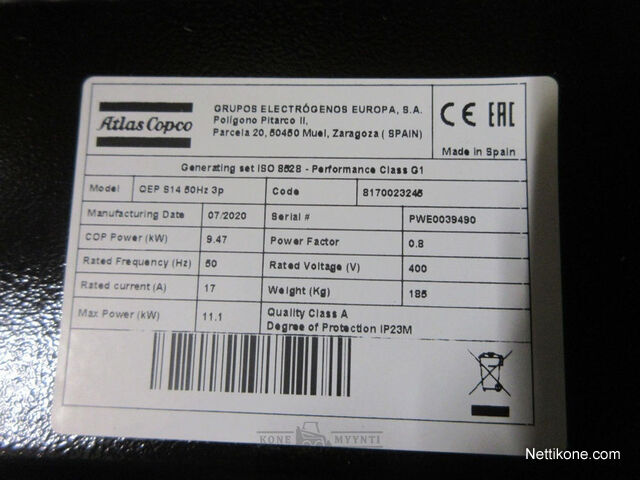 Atlas Copco
GRUPOS ELECTRÓGENOS EUROPA, S.A.
Polígono Pitarco II,
Parcela 20, 50450 Muel, Zaragoza ( SPAIN)
CE EAC
Made in Spain
Generating set ISO 8528 - Performance Class G1
Model QEP S14 50Hz 3p Code 8170023245
Manufacturing Date 07/2020 Serial # PWE0039490
COP Power (kW) 9.47 Power Factor 0.8
Rated Frequency (Hz) 50 Rated Voltage (V) 400
Rated current (A) 17 Weight (Kg) 185
Max Power (kW) 11.1 Quality Class A
Degree of Protection IP23M
KONE MYYNTI
Nettikone.com